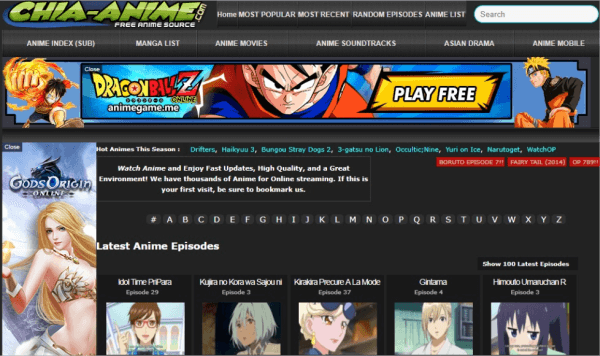 CHIA-ANIME.com
FREE ANIME SOURCE
Home MOST POPULAR MOST RECENT RANDOM EPISODES ANIME LIST
Search
ANIME INDEX (SUB) MANGA LIST ANIME MOVIES ANIME SOUNDTRACKS ASIAN DRAMA ANIME MOBILE
Close
DRAGONBALL Z
ONLINE
animegame.me
PLAY FREE
Close
GODS ORIGIN
ONLINE
Hot Animes This Season : Drifters, Haikyuu 3, Bungou Stray Dogs 2, 3-gatsu no Lion, Occultic;Nine, Yuri on Ice, Narutoget, WatchOP
Watch Anime and Enjoy Fast Updates, High Quality, and a Great
Environment! We have thousands of Anime for Online streaming. If this is
your first visit, be sure to bookmark us.
BORUTO EPISODE 7!! FAIRY TAIL (2014) OP 789!!
# A B C D E F G H I J K L M N O P Q R S T U V W X Y Z
Latest Anime Episodes
Show 100 Latest Episodes
Idol Time PriPara
Episode 29
Kujira no Kora wa Sajou ni
Episode 3
Kirakira Precure A La Mode
Episode 37
Gintama
Episode 4
Himouto Umaruchan R
Episode 3